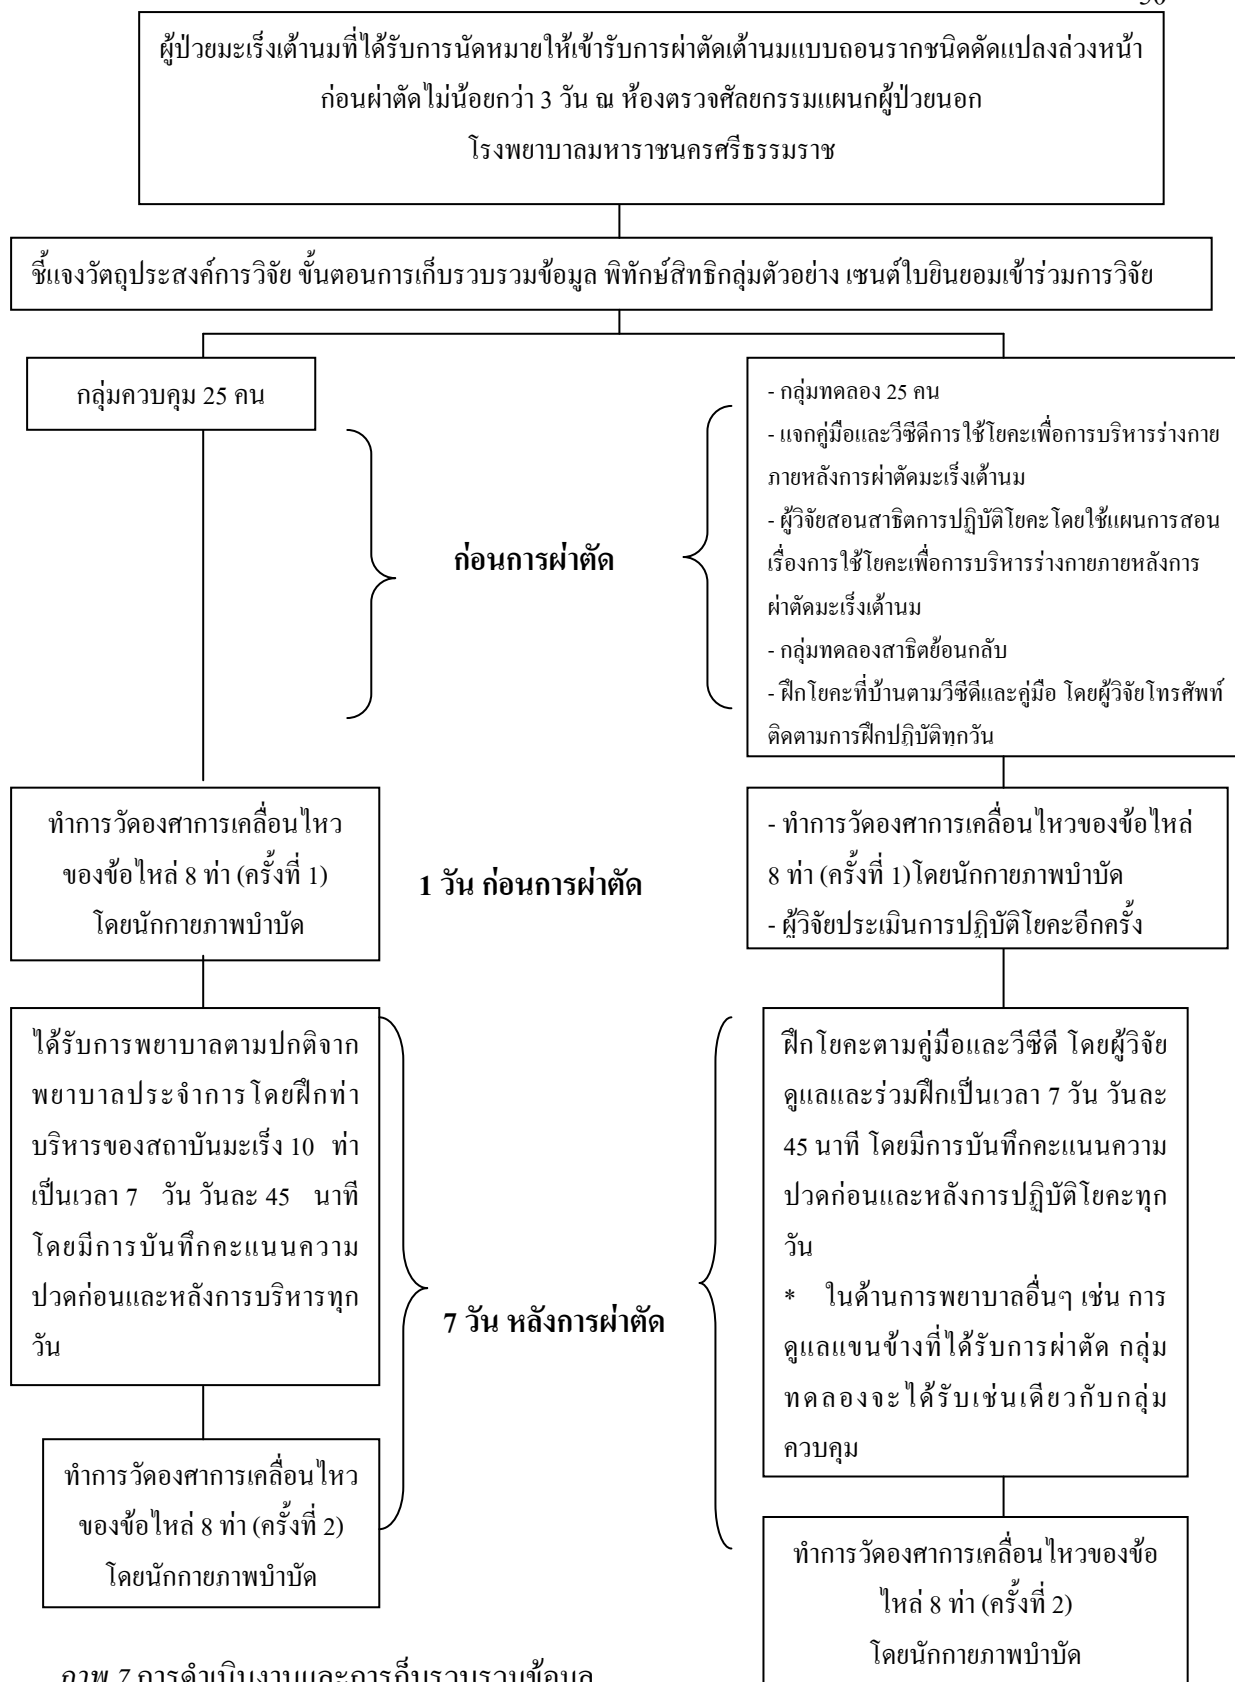 ผู้ป่วยมะเร็งเต้านมที่ได้รับการนัดหมายให้เข้ารับการผ่าตัดเต้านมแบบถอนรากชนิดดัดแปลงล่วงหน้า
ก่อนผ่าตัดไม่น้อยกว่า 3 วัน ณ ห้องตรวจศัลยกรรมแผนกผู้ป่วยนอก
โรงพยาบาลมหาราชนครศรีธรรมราช
ชี้แจงวัตถุประสงค์การวิจัย ขั้นตอนการเก็บรวบรวมข้อมูล พิทักษ์สิทธิกลุ่มตัวอย่าง เซนต์ใบยินยอมเข้าร่วมการวิจัย
กลุ่มควบคุม 25 คน
ก่อนการผ่าตัด
- กลุ่มทดลอง 25 คน
- แจกคู่มือและวีซีดีการใช้โยคะเพื่อการบริหารร่างกาย
ภายหลังการผ่าตัดมะเร็งเต้านม
- ผู้วิจัยสอนสาธิตการปฏิบัติโยคะโดยใช้แผนการสอน
เรื่องการใช้โยคะเพื่อการบริหารร่างกายภายหลังการ
ผ่าตัดมะเร็งเต้านม
- กลุ่มทดลองสาธิตย้อนกลับ
- ฝึกโยคะที่บ้านตามวีซีดีและคู่มือ โดยผู้วิจัยโทรศัพท์
ติดตามการฝึกปฏิบัติทุกวัน
ทำการวัดองศาการเคลื่อนไหว
ของข้อไหล่ 8 ท่า (ครั้งที่ 1)
โดยนักกายภาพบำบัด
1 วัน ก่อนการผ่าตัด
- ทำการวัดองศาการเคลื่อนไหวของข้อไหล่
8 ท่า (ครั้งที่ 1)โดยนักกายภาพบำบัด
- ผู้วิจัยประเมินการปฏิบัติโยคะอีกครั้ง
ได้รับการพยาบาลตามปกติจาก
พยาบาลประจำการโดยฝึกท่า
บริหารของสถาบันมะเร็ง 10 ท่า
เป็นเวลา 7 วัน วันละ 45 นาที
โดยมีการบันทึกคะแนนความ
ปวดก่อนและหลังการบริหารทุก
วัน
7 วัน หลังการผ่าตัด
ฝึกโยคะตามคู่มือและวีซีดี โดยผู้วิจัย
ดูแลและร่วมฝึกเป็นเวลา 7 วัน วันละ
45 นาที โดยมีการบันทึกคะแนนความ
ปวดก่อนและหลังการปฏิบัติโยคะทุก
วัน
* ในด้านการพยาบาลอื่นๆ เช่น การ
ดูแลแขนข้างที่ได้รับการผ่าตัด กลุ่ม
ทดลองจะได้รับเช่นเดียวกับกลุ่ม
ควบคุม
ทำการวัดองศาการเคลื่อนไหว
ของข้อไหล่ 8 ท่า (ครั้งที่ 2)
โดยนักกายภาพบำบัด
ทำการวัดองศาการเคลื่อนไหวของข้อ
ไหล่ 8 ท่า (ครั้งที่ 2)
โดยนักกายภาพบำบัด
ภาพ 7 การดำเนินงานและการก็บรวบรวมข้อมูล